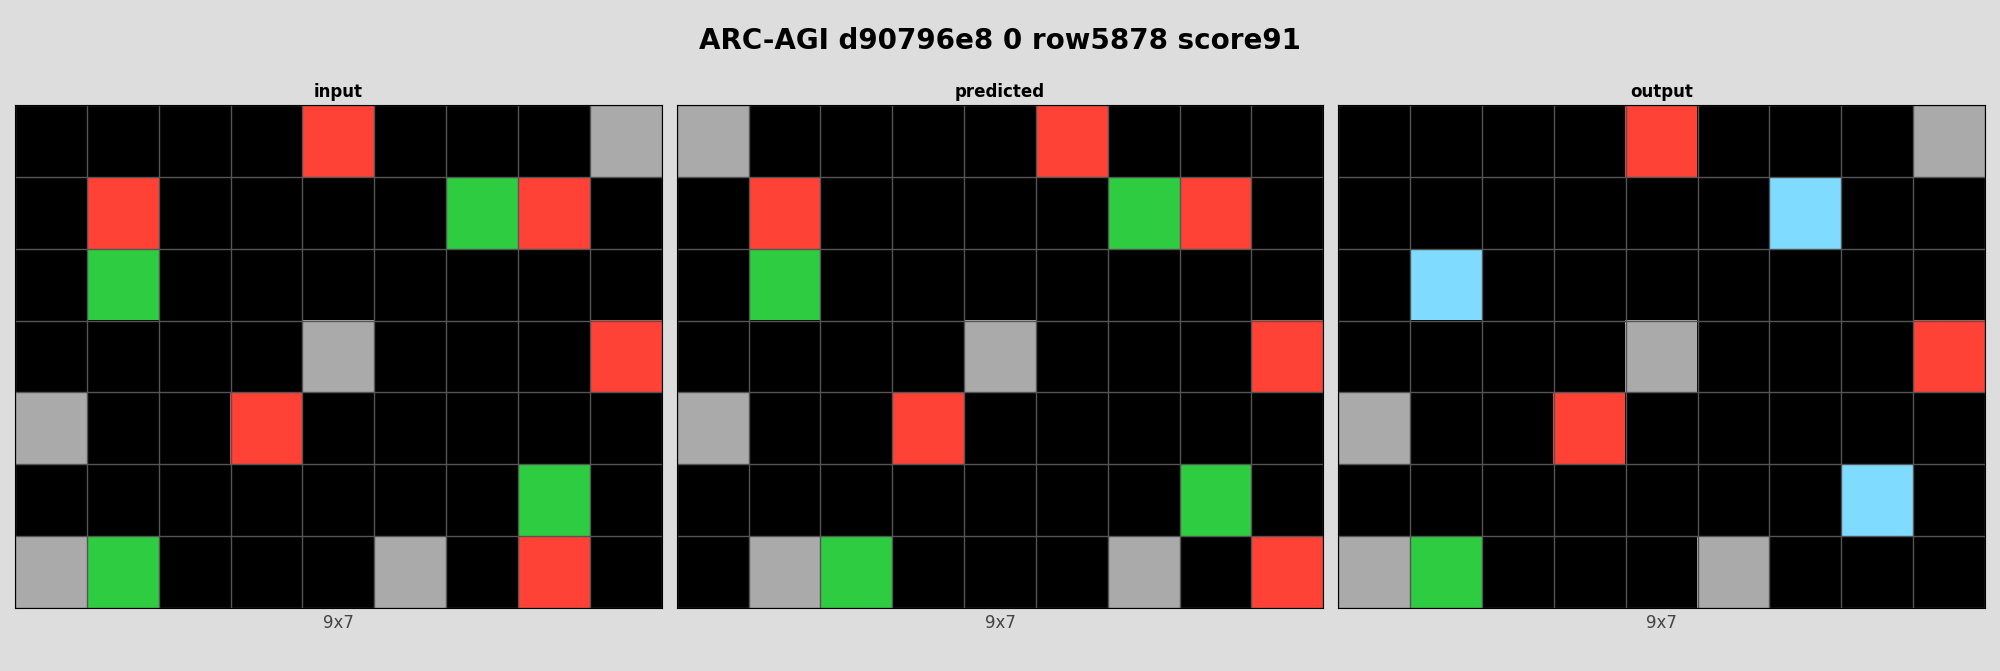 ARC-AGI d90796e8 0 row5878 score91
input
predicted
output
9x7
9x7
9x7